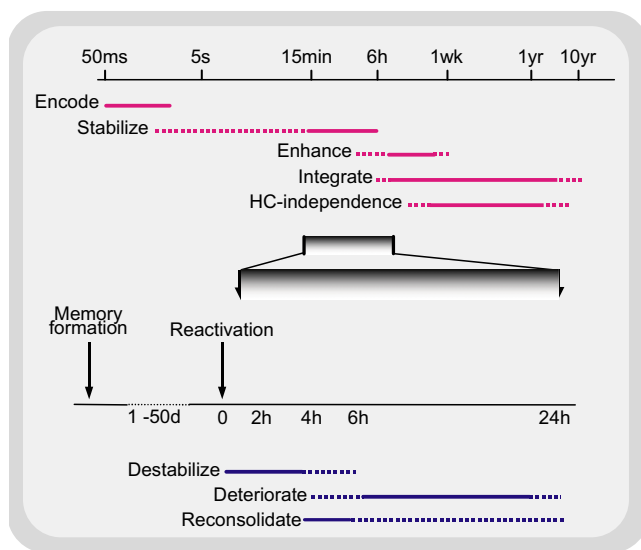 50ms 5s 15min 6h 1wk 1yr 10yr
Encode
Stabilize
Enhance
Integrate
HC-independence
Memory
formation
Reactivation
1 -50d 0 2h 4h 6h 24h
Destabilize
Deteriorate
Reconsolidate